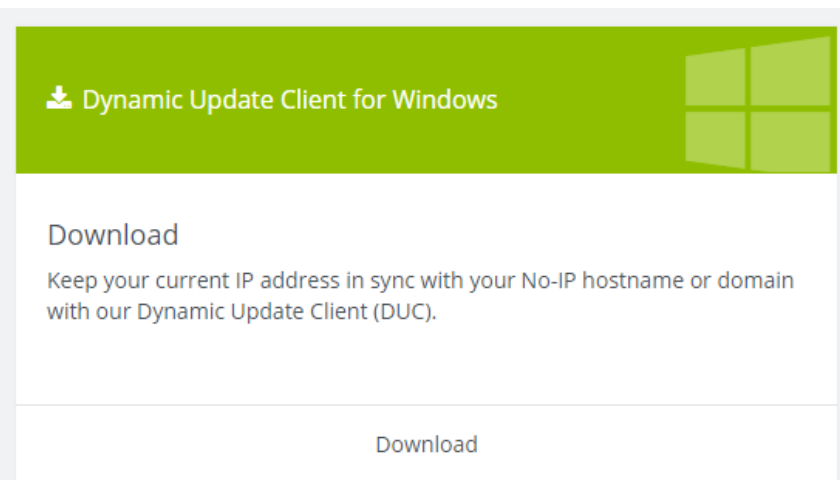 Dynamic Update Client for Windows
Download
Keep your current IP address in sync with your No-IP hostname or domain
with our Dynamic Update Client (DUC).
Download